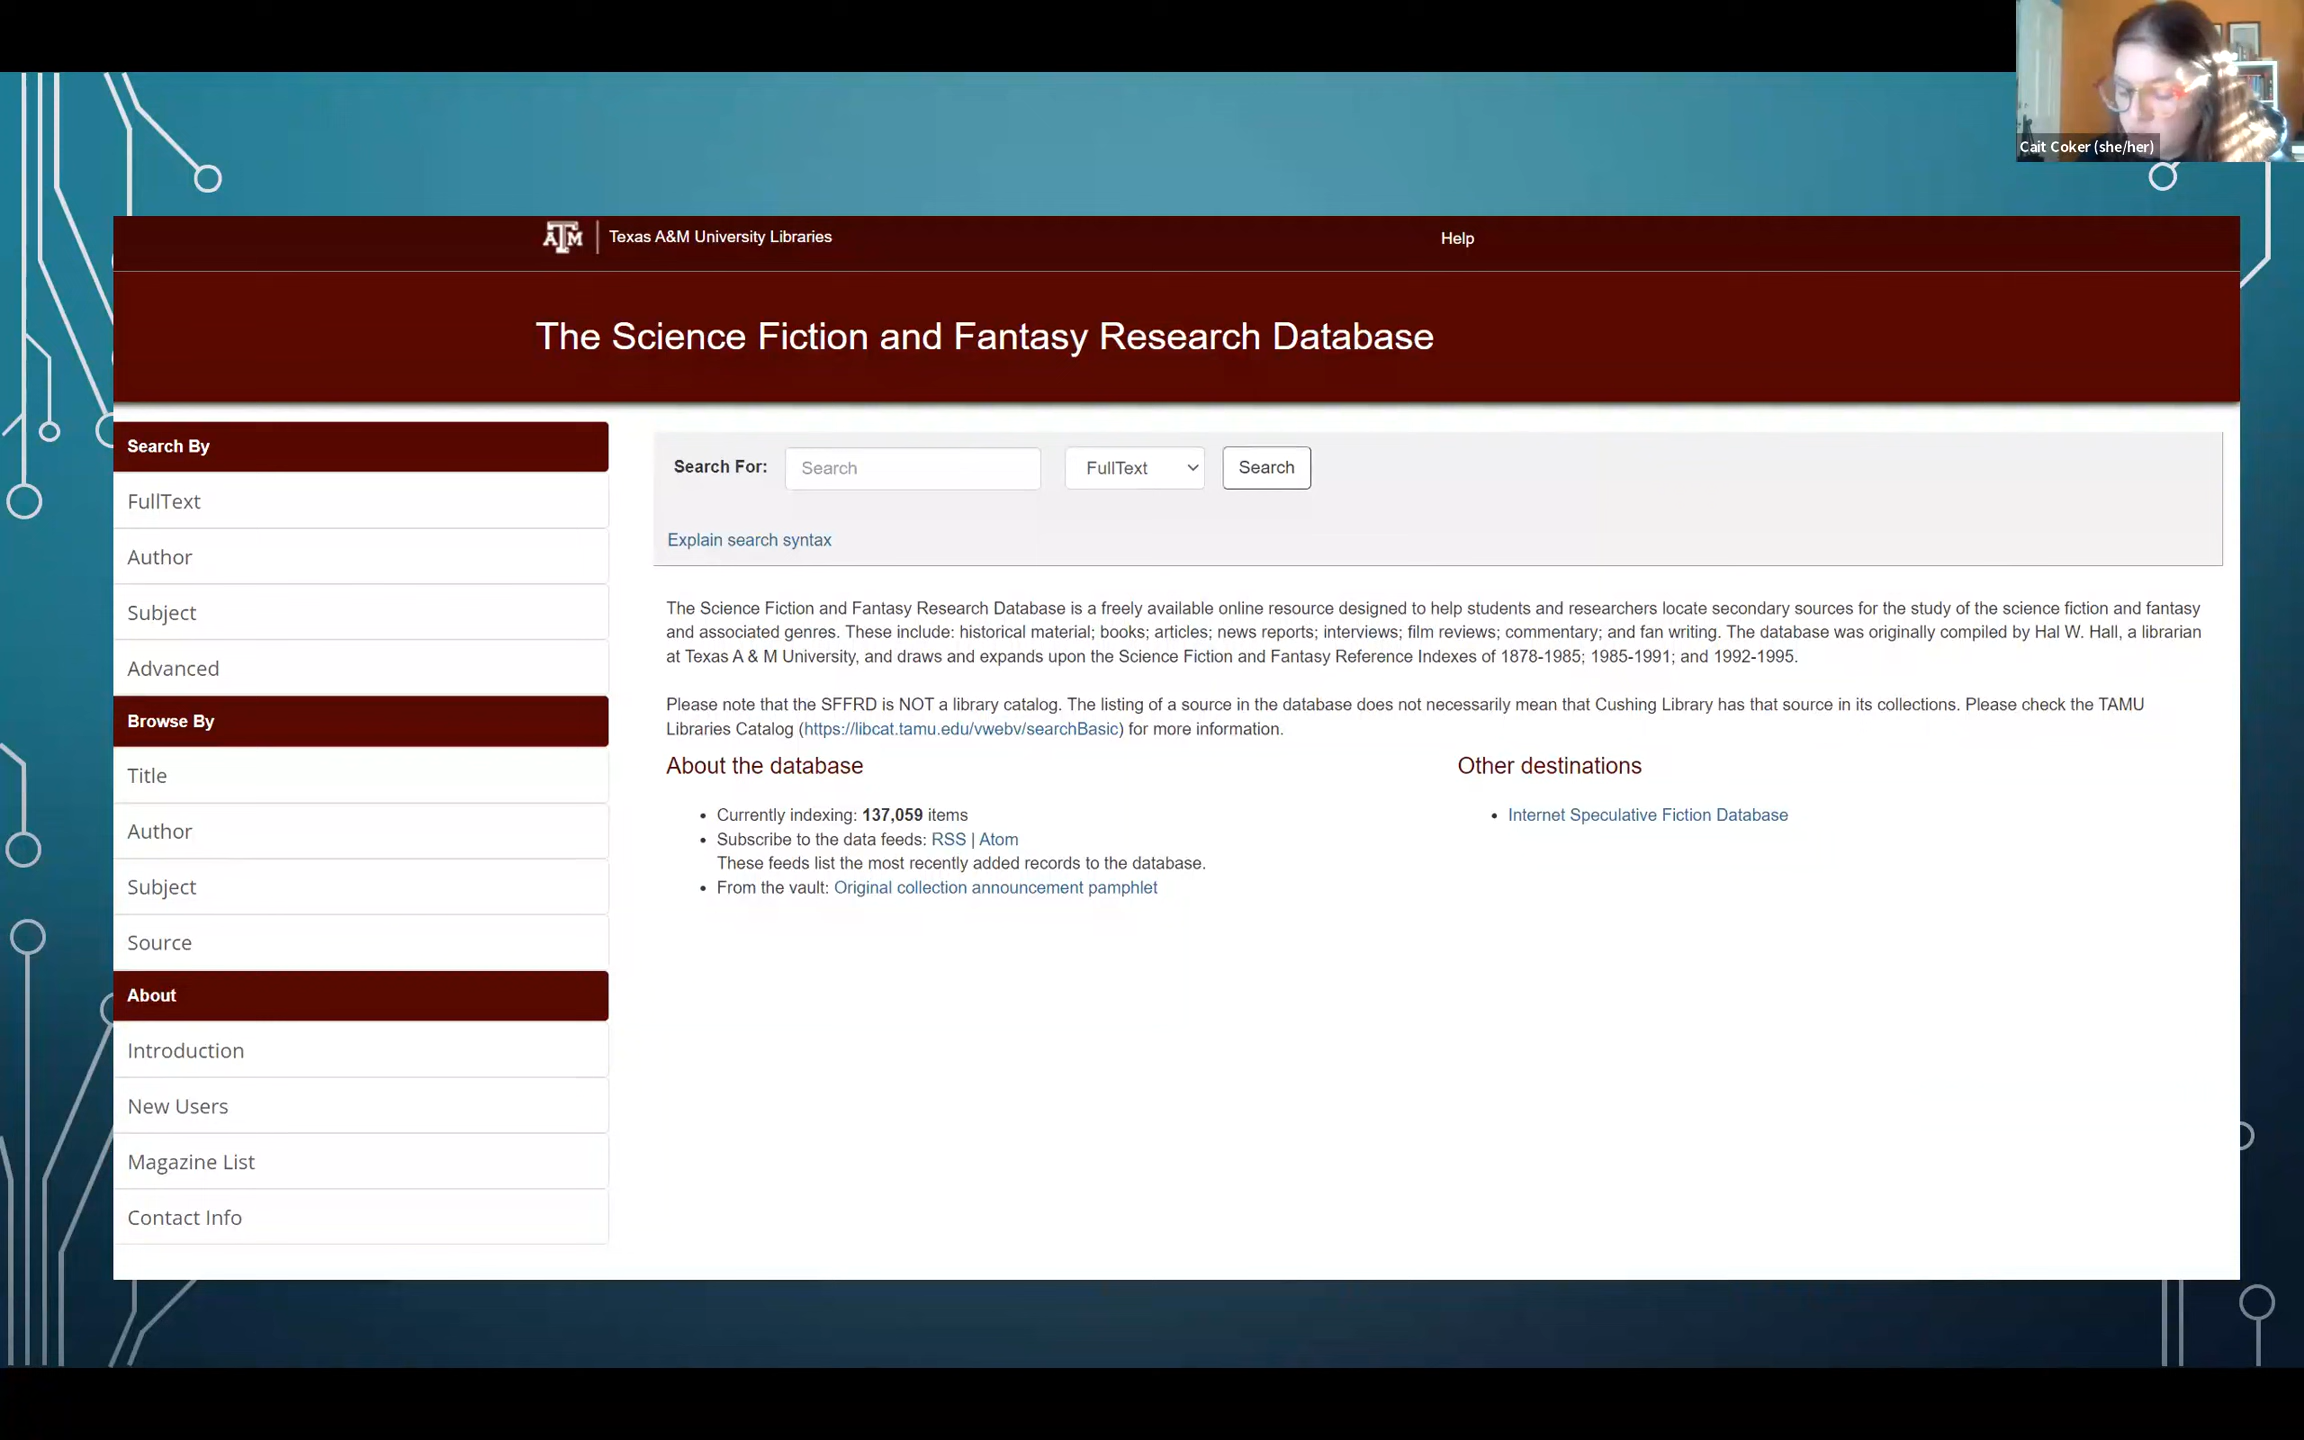 Cait Coker (she/her)
ATM Texas A&M University Libraries
Help
The Science Fiction and Fantasy Research Database
Search By
FullText
Author
Subject
Advanced
Browse By
Title
Author
Subject
Source
About
Introduction
New Users
Magazine List
Contact Info
Search For: Search FullText Search
Explain search syntax
The Science Fiction and Fantasy Research Database is a freely available online resource designed to help students and researchers locate secondary sources for the study of the science fiction and fantasy
and associated genres. These include: historical material; books; articles; news reports; interviews; film reviews; commentary; and fan writing. The database was originally compiled by Hal W. Hall, a librarian
at Texas A & M University, and draws and expands upon the Science Fiction and Fantasy Reference Indexes of 1878-1985; 1985-1991; and 1992-1995.
Please note that the SFFRD is NOT a library catalog. The listing of a source in the database does not necessarily mean that Cushing Library has that source in its collections. Please check the TAMU
Libraries Catalog (https://libcat.tamu.edu/vwebv/searchBasic) for more information.
About the database
• Currently indexing: 137,059 items
• Subscribe to the data feeds: RSS | Atom
These feeds list the most recently added records to the database.
• From the vault: Original collection announcement pamphlet
Other destinations
• Internet Speculative Fiction Database